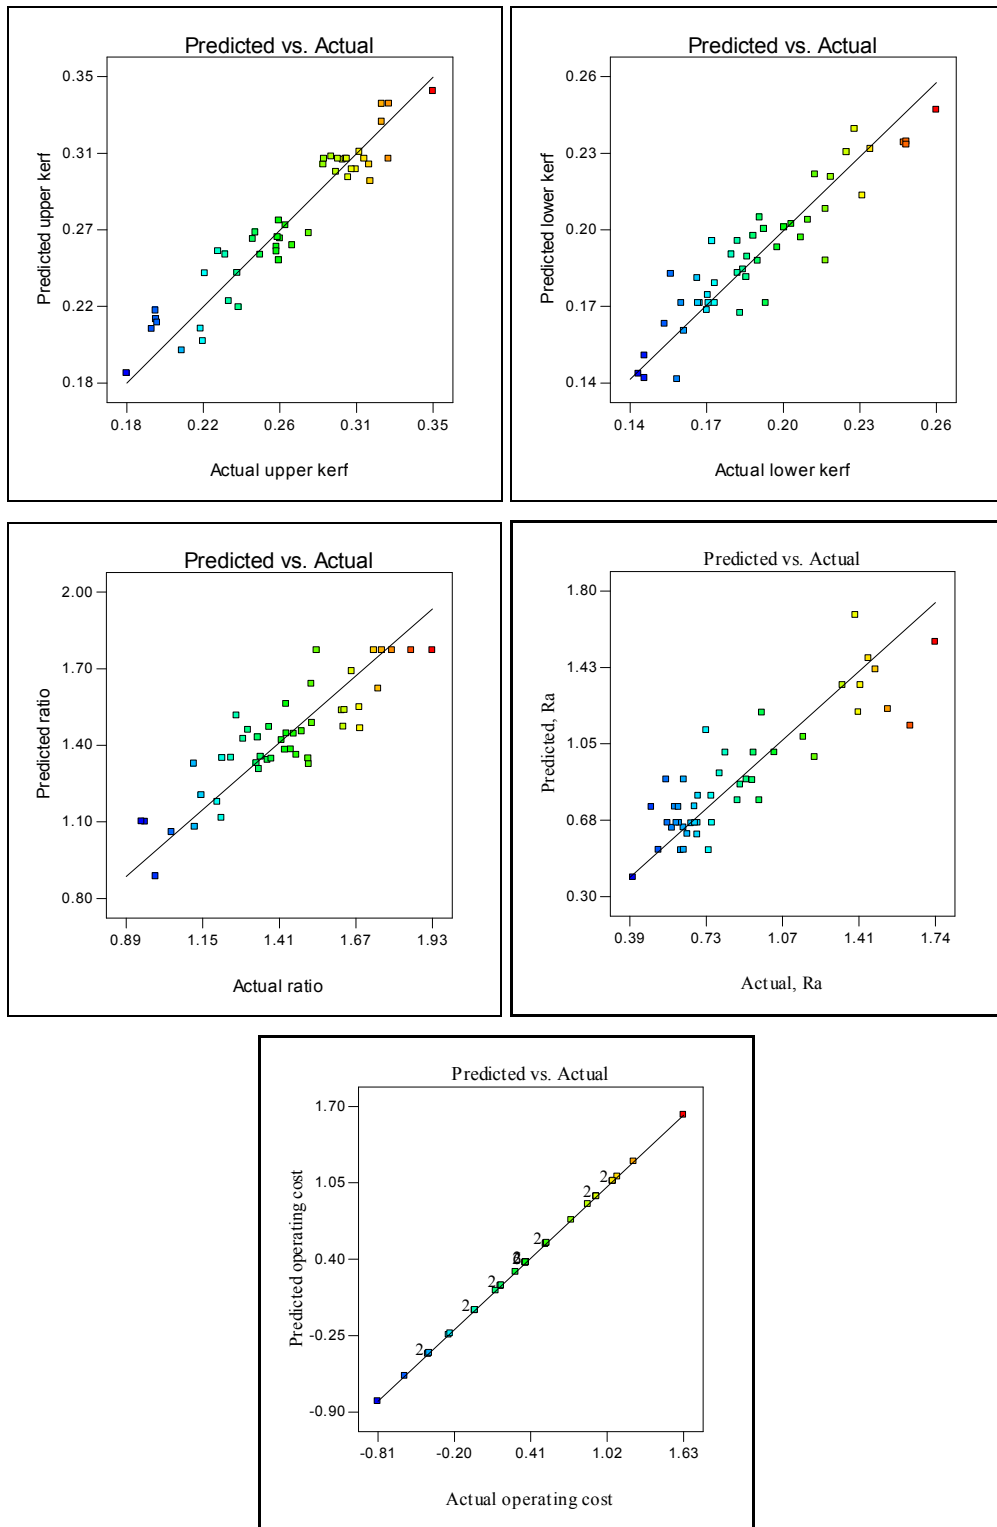 Predicted vs. Actual
Predicted upper kerf
0.35
0.31
0.27
0.22
0.18
0.18 0.22 0.26 0.31 0.35
Actual upper kerf
Predicted vs. Actual
Predicted lower kerf
0.26
0.23
0.20
0.17
0.14
0.14 0.17 0.20 0.23 0.26
Actual lower kerf
Predicted vs. Actual
Predicted ratio
2.00
1.70
1.40
1.10
0.80
0.89 1.15 1.41 1.67 1.93
Actual ratio
Predicted vs. Actual
Predicted, Ra
1.80
1.43
1.05
0.68
0.30
0.39 0.73 1.07 1.41 1.74
Actual, Ra
Predicted vs. Actual
Predicted operating cost
1.70
1.05
0.40
-0.25
-0.90
2
2
2
2
2
2
2
-0.81 -0.20 0.41 1.02 1.63
Actual operating cost